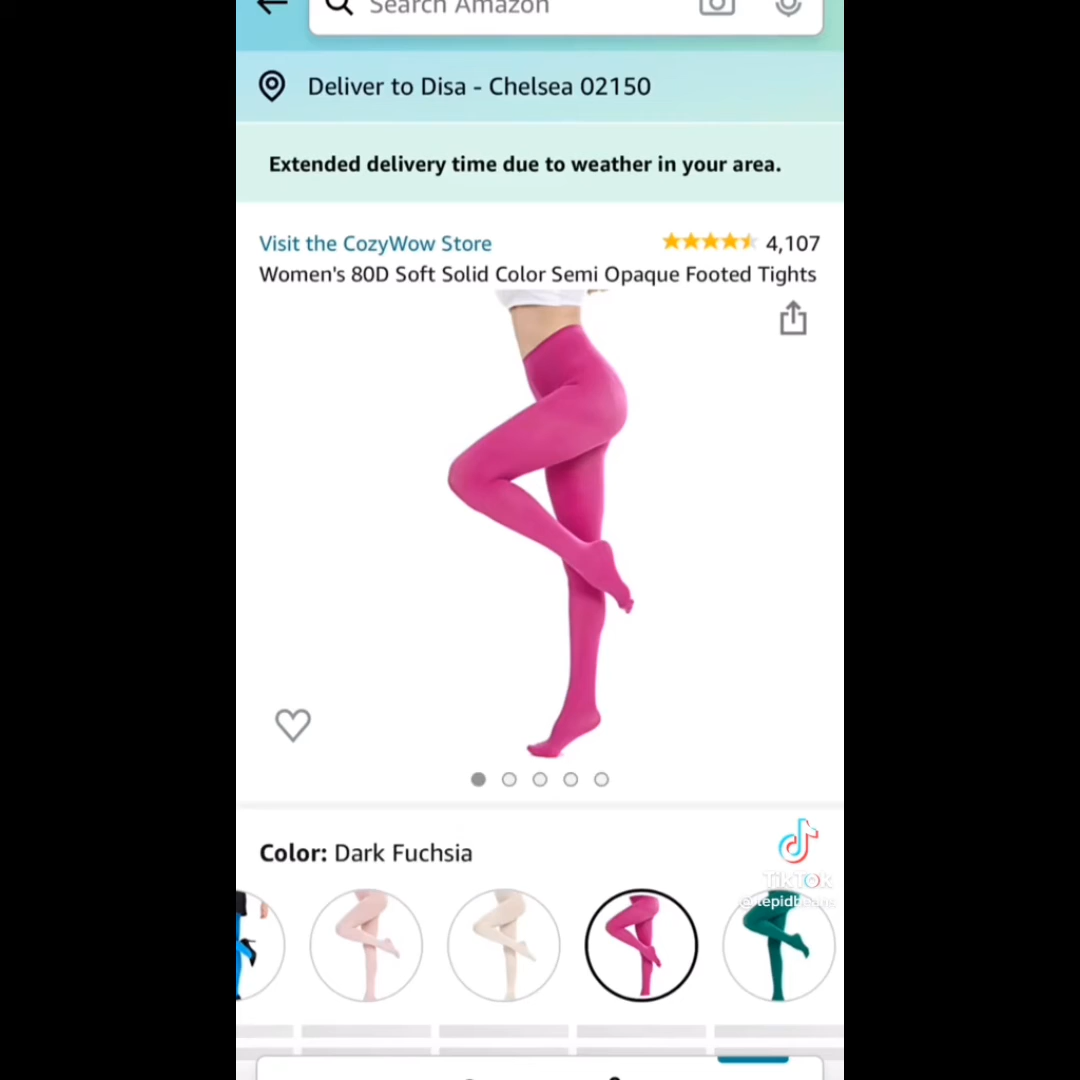 Search Amazon
Deliver to Disa - Chelsea 02150
Extended delivery time due to weather in your area.
Visit the CozyWow Store 4,107
Women's 80D Soft Solid Color Semi Opaque Footed Tights
Color: Dark Fuchsia
TikTok
@tepidbeans